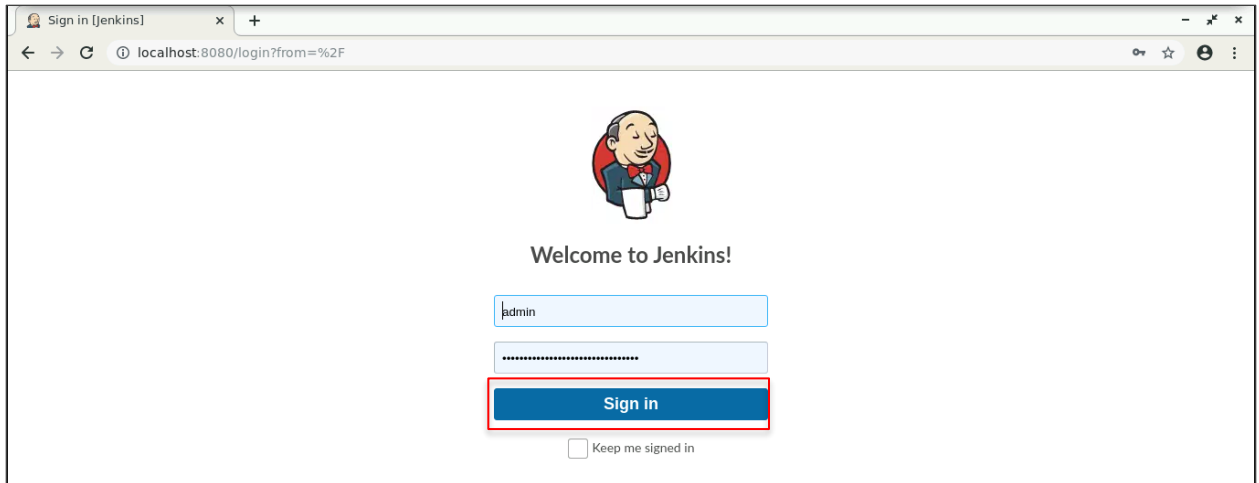 Sign in [Jenkins]
localhost:8080/login?from=%2F
Welcome to Jenkins!
admin
••••••••••••••••••••••••••••••••
Sign in
Keep me signed in